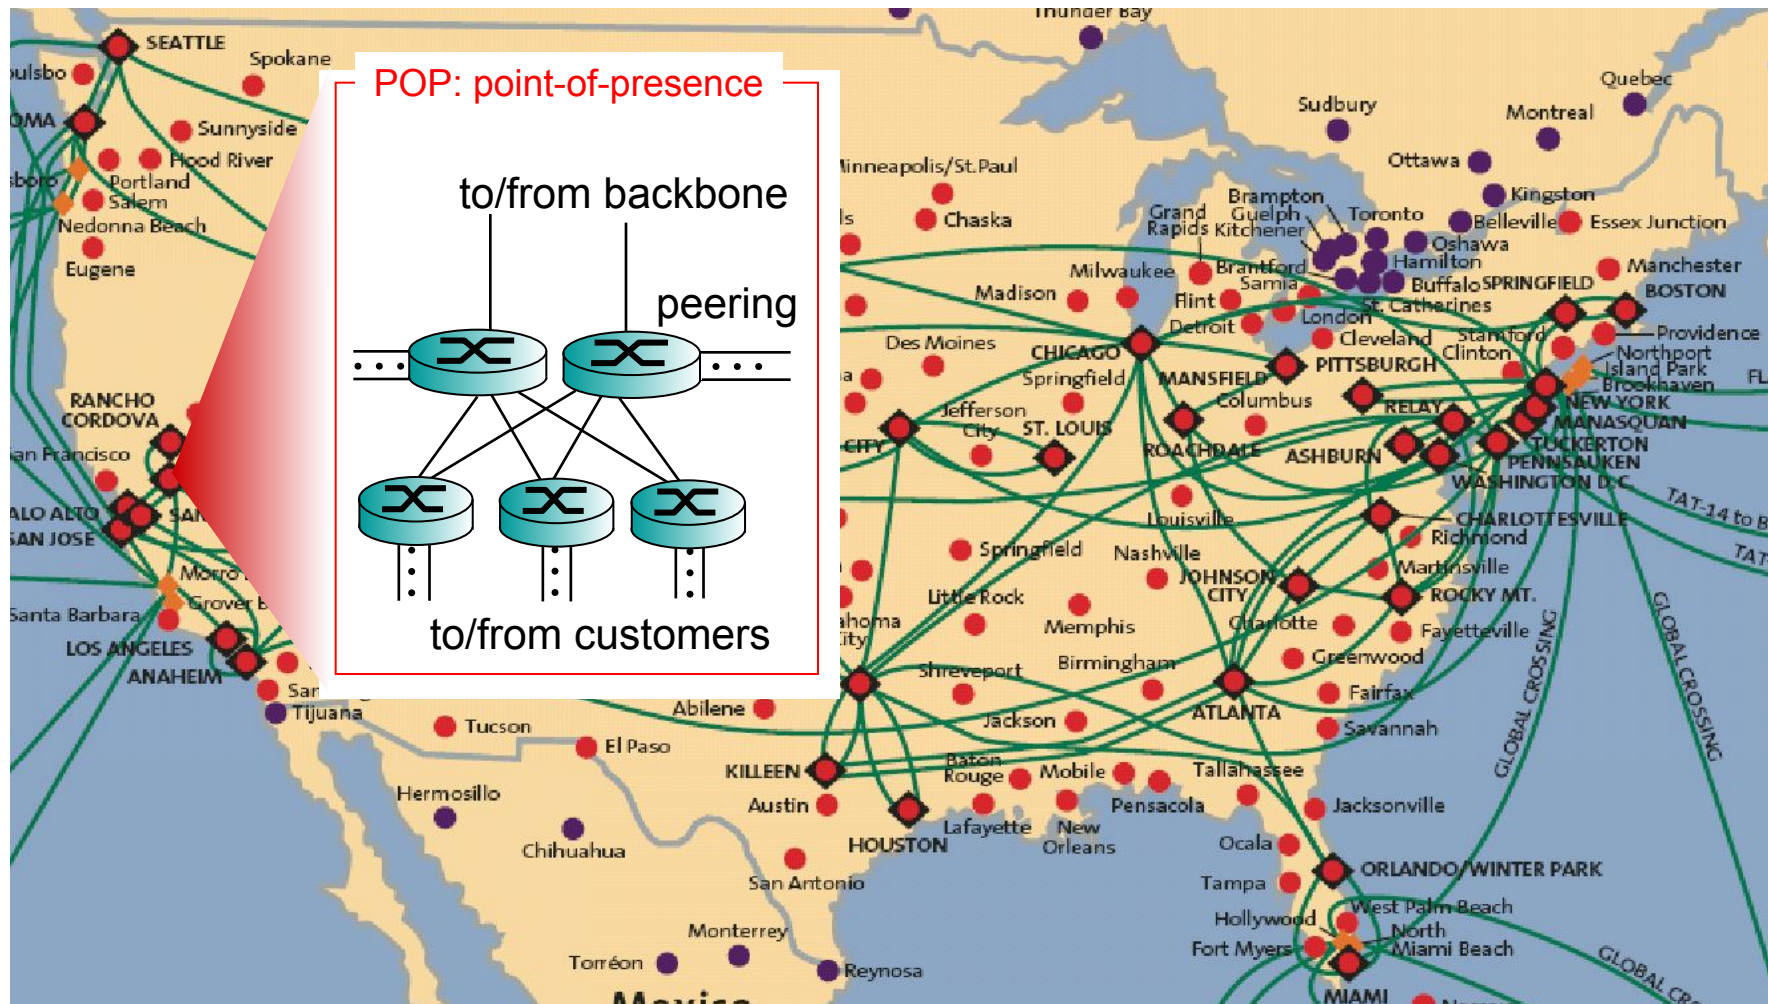 Thunder Bay
SEATTLE
Spokane
POP: point-of-presence
Quebec
Sudbury
Montreal
Sunnyside
Hood River
Ottawa
Portland
Salem
to/from backbone
Chaska
Brampton
Kingston
Grand
Rapids
Guelph
Kitchener
Toronto
Belleville
Essex Junction
Nedonna Beach
Eugene
Oshawa
Hamilton
Milwaukee
Brantford
Manchester
Buffalo
SPRINGFIELD
BOSTON
peering
Madison
Flint
St. Catherines
London
Detroit
Cleveland
Stamford
Providence
Des Moines
CHICAGO
Clinton
Northport
PITTSBURGH
Island Park
Springfield
MANSFIELD
Brookhaven
RANCHO
CORDOVA
Columbus
RELAY
NEW YORK
Jefferson
City
ST. LOUIS
MANASQUAN
CITY
ROACHDALE
ASHBURN
TUCKERTON
PENNSAUKEN
WASHINGTON D.C.
TAT-14 to B
SAN JOSE
Louisville
CHARLOTTESVILLE
Richmond
Springfield
Nashville
JOHNSON
CITY
Martinsville
Santa Barbara
Little Rock
ROCKY MT.
Memphis
Charlotte
Fayetteville
to/from customers
LOS ANGELES
ANAHEIM
Greenwood
Shreveport
Birmingham
GLOBAL CROSSING
GLOBAL CROSSING
Fairfax
Tijuana
Tucson
Abilene
Jackson
ATLANTA
Savannah
El Paso
KILLEEN
Baton
Rouge
Mobile
Tallahassee
Hermosillo
Austin
Pensacola
Jacksonville
Lafayette
New
Orleans
Chihuahua
HOUSTON
Ocala
San Antonio
ORLANDO/WINTER PARK
Tampa
Hollywood
West Palm Beach
Monterrey
North
Miami Beach
Fort Myers
Torréon
Reynosa
GLOBAL
MIAMI